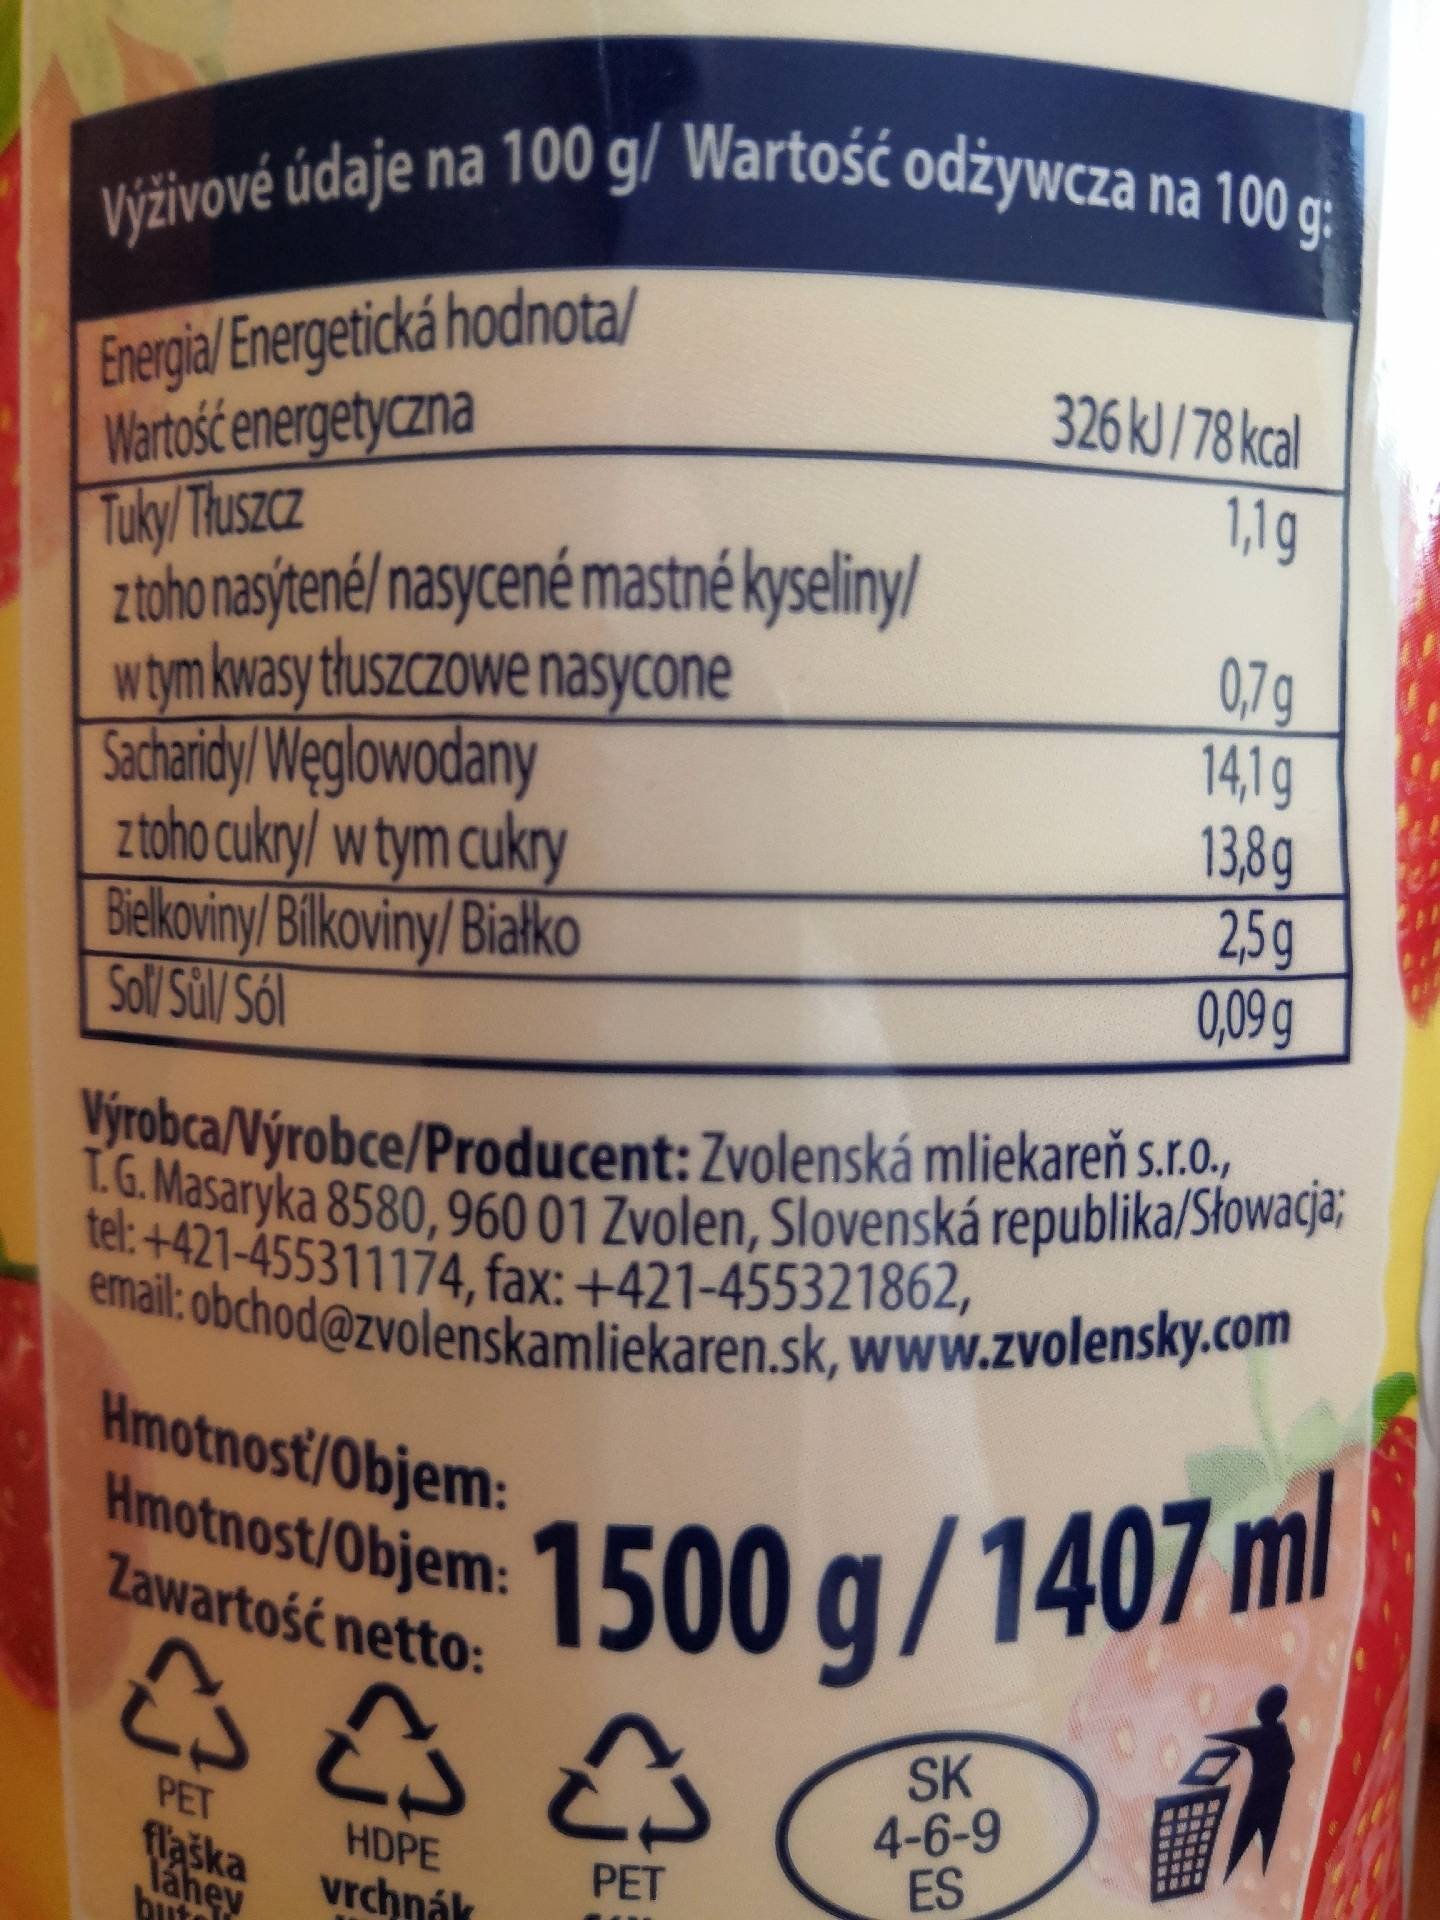 Výživové údaje na 100 g/ Wartość odżywcza na 100 g:
Energia/ Energetická hodnota/
Wartość energetyczna 326 kJ / 78 kcal
Tuky/ Tłuszcz 1,1 g
z toho nasýtené/ nasycené mastné kyseliny/
w tym kwasy tłuszczowe nasycone 0,7 g
Sacharidy/ Węglowodany 14,1 g
z toho cukry/ w tym cukry 13,8 g
Bielkoviny/ Bílkoviny/ Białko 2,5 g
Soľ/ Sůl/ Sól 0,09 g
Výrobca/Výrobce/Producent: Zvolenská mliekareň s.r.o.,
T. G. Masaryka 8580, 960 01 Zvolen, Slovenská republika/Słowacja;
tel: +421-455311174, fax: +421-455321862,
email: obchod@zvolenskamliekaren.sk, www.zvolensky.com
Hmotnosť/Objem:
Hmotnost/Objem:
Zawartość netto:
1500 g / 1407 ml
PET
fľaška
láhev
HDPE
vrchnák
PET
SK
4-6-9
ES